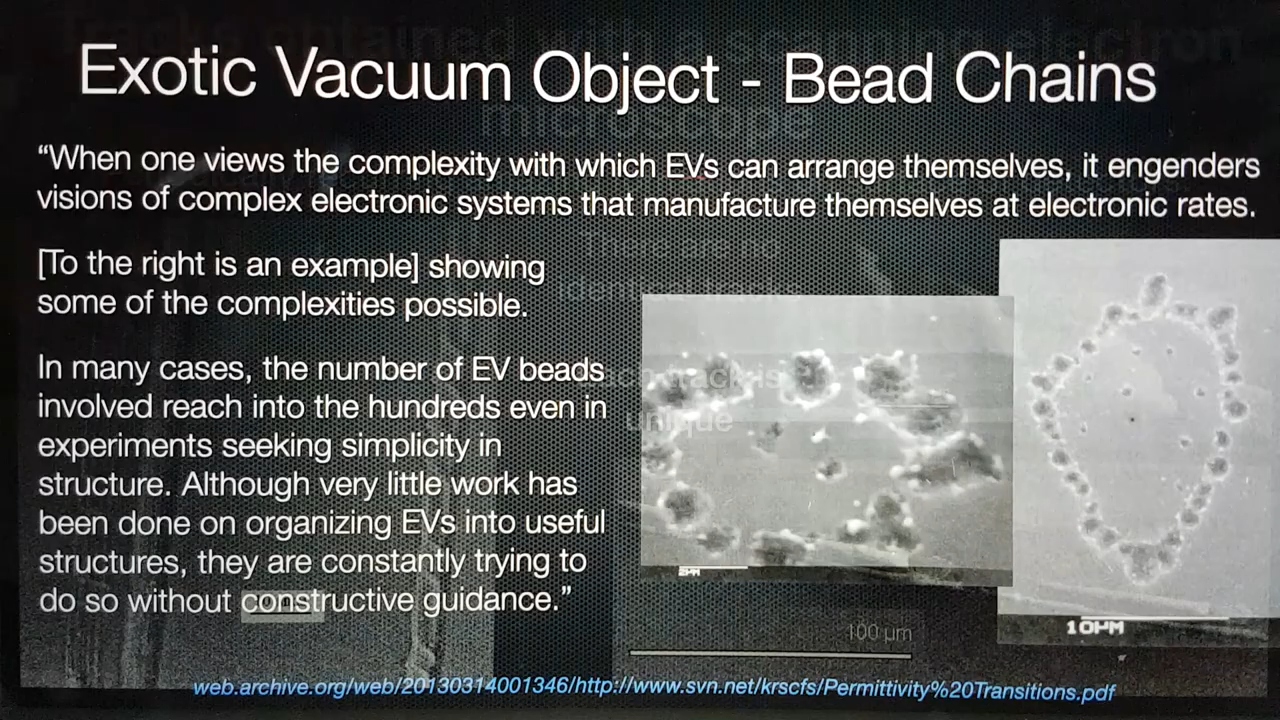 Exotic Vacuum Object - Bead Chains
“When one views the complexity with which EVs can arrange themselves, it engenders
visions of complex electronic systems that manufacture themselves at electronic rates.
[To the right is an example] showing
some of the complexities possible.
In many cases, the number of EV beads
involved reach into the hundreds even in
experiments seeking simplicity in
structure. Although very little work has
been done on organizing EVs into useful
structures, they are constantly trying to
do so without constructive guidance.”
unique
2µM
10µM
100 µm
web.archive.org/web/20130314001346/http://www.svn.net/krscfs/Permittivity%20Transitions.pdf